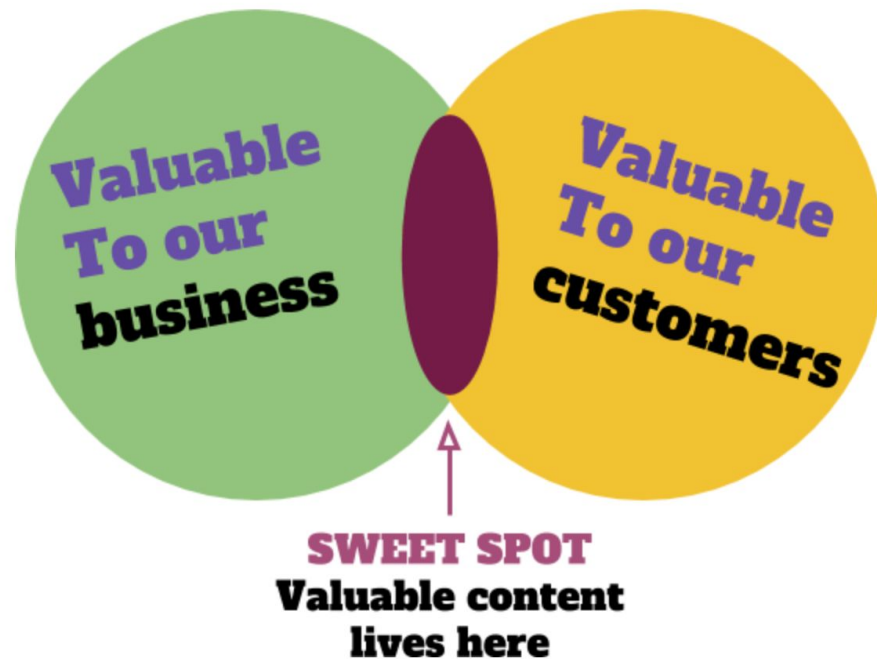 Valuable
To our
business
Valuable
To our
customers
SWEET SPOT
Valuable content
lives here